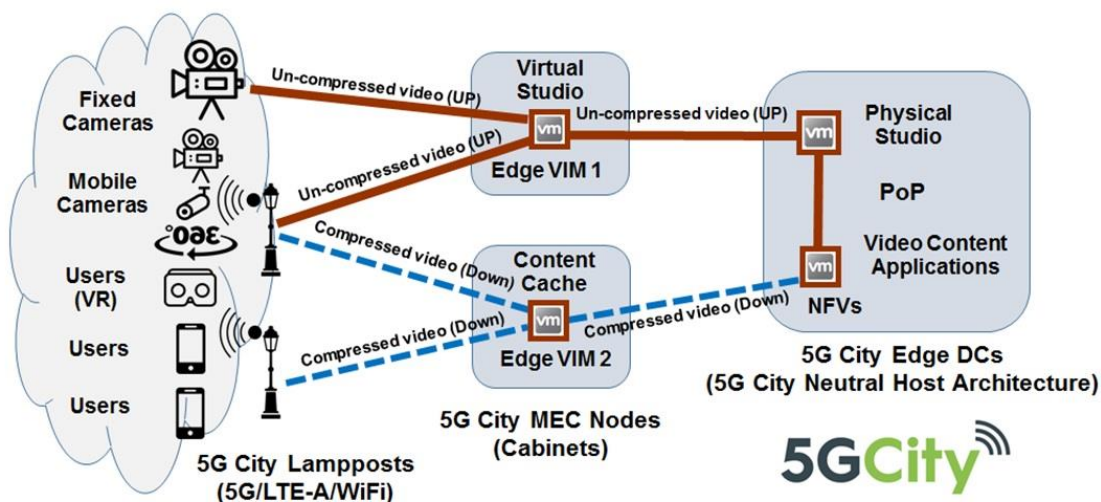 Fixed
Cameras
Mobile
Cameras
360°
Users
(VR)
Users
Users
Un-compressed video (UP)
Un-compressed video (UP)
Compressed video (Down)
Compressed video (Down)
5G City Lampposts
(5G/LTE-A/WiFi)
Virtual
Studio
vm
Edge VIM 1
Content
Cache
vm
Edge VIM 2
5G City MEC Nodes
(Cabinets)
Un-compressed video (UP)
Compressed video (Down)
vm
Physical
Studio
PoP
Video Content
Applications
vm
NFVs
5G City Edge DCs
(5G City Neutral Host Architecture)
5GCity